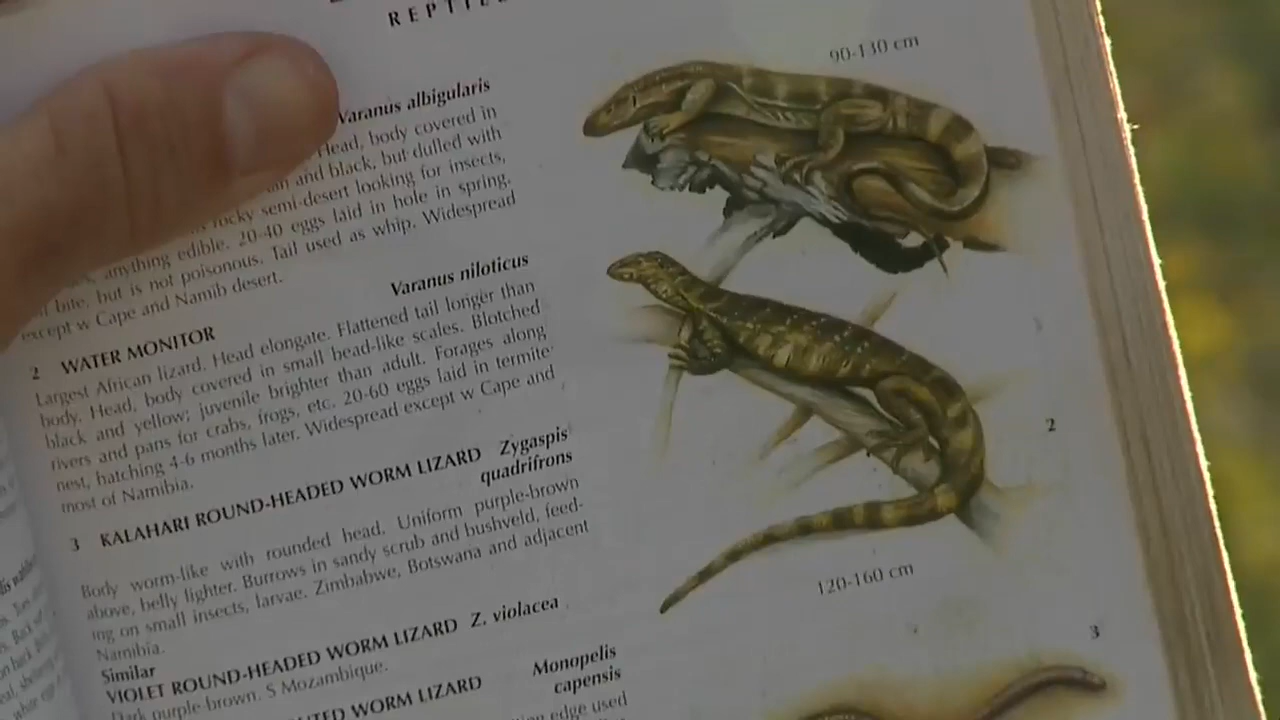 REPTILE
90-130 cm
Varanus albigularis
Head, body covered in
and black, but dulled with
rocky semi-desert looking for insects,
anything edible. 20-40 eggs laid in hole in spring.
bite, but is not poisonous. Tail used as whip. Widespread
except w Cape and Namib desert.
2 WATER MONITOR Varanus niloticus
Largest African lizard. Head elongate. Flattened tail longer than
body. Head, body covered in small bead-like scales. Blotched
black and yellow; juvenile brighter than adult. Forages along
rivers and pans for crabs, frogs, etc. 20-60 eggs laid in termite
nest, hatching 4-6 months later. Widespread except w Cape and
most of Namibia.
2
120-160 cm
3 KALAHARI ROUND-HEADED WORM LIZARD Zygaspis
quadrifrons
Body worm-like with rounded head. Uniform purple-brown
above, belly lighter. Burrows in sandy scrub and bushveld, feed-
ing on small insects, larvae. Zimbabwe, Botswana and adjacent
Namibia.
Similar
VIOLET ROUND-HEADED WORM LIZARD Z. violacea
Dark purple-brown. S Mozambique.
WORM LIZARD Monopelis
capensis
edge used
3